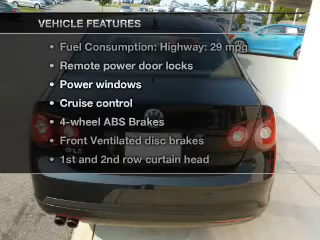 VEHICLE FEATURES
• Fuel Consumption: Highway: 29 mpg
• Remote power door locks
• Power windows
• Cruise control
• 4-wheel ABS Brakes
• Front Ventilated disc brakes
• 1st and 2nd row curtain head